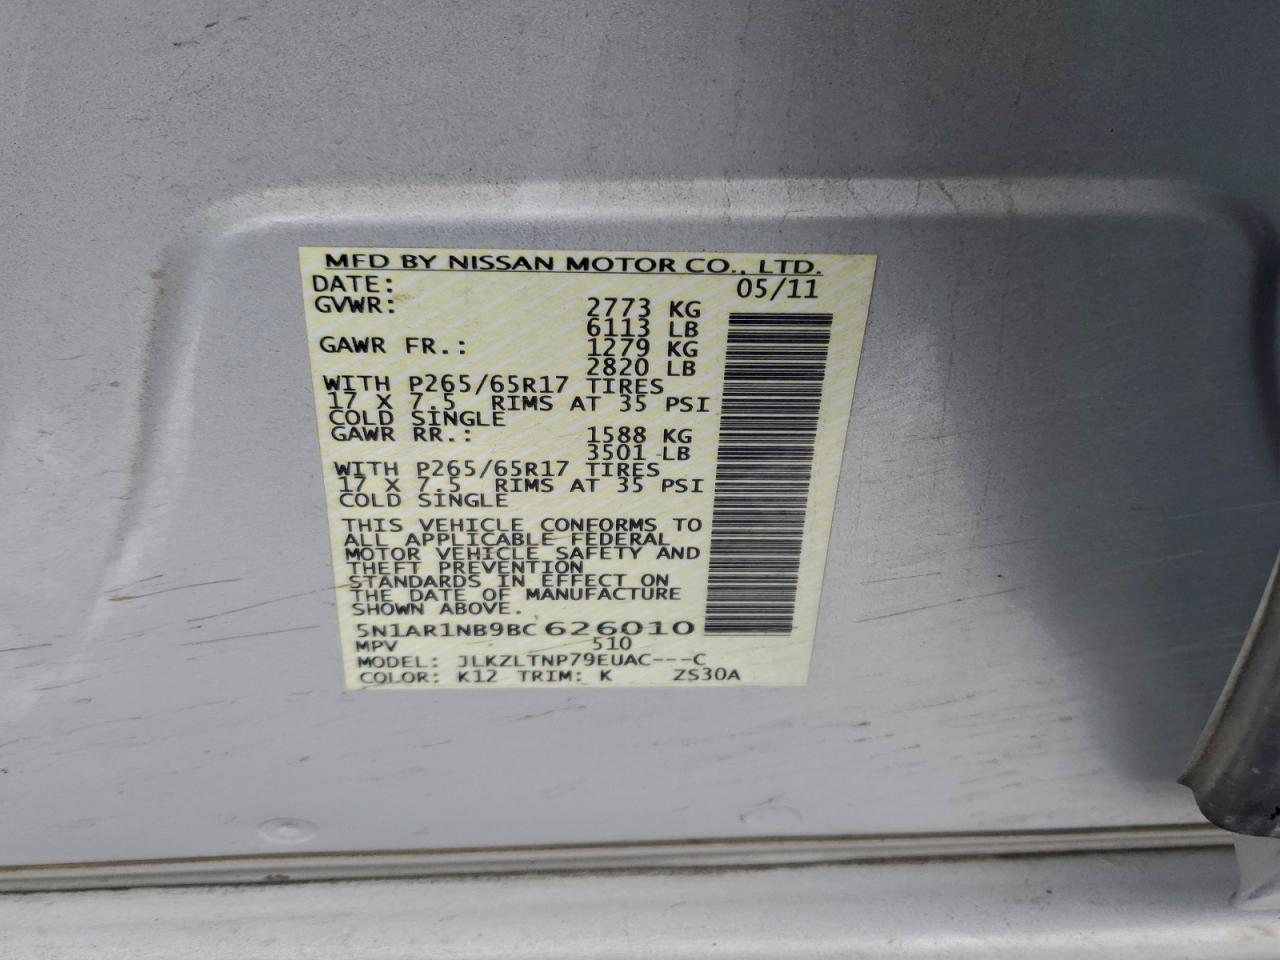 MFD BY NISSAN MOTOR CO., LTD.
DATE: 05/11
GVWR: 2773 KG
6113 LB
GAWR FR.: 1279 KG
2820 LB
WITH P265/65R17 TIRES
17 X 7.5 RIMS AT 35 PSI
COLD SINGLE
GAWR RR.: 1588 KG
3501 LB
WITH P265/65R17 TIRES
17 X 7.5 RIMS AT 35 PSI
COLD SINGLE
THIS VEHICLE CONFORMS TO
ALL APPLICABLE FEDERAL
MOTOR VEHICLE SAFETY AND
THEFT PREVENTION
STANDARDS IN EFFECT ON
THE DATE OF MANUFACTURE
SHOWN ABOVE.
5N1AR1NB9BC 626010
MPV 510
MODEL: JLKZLTNP79EUAC---C
COLOR: K12 TRIM: K ZS30A